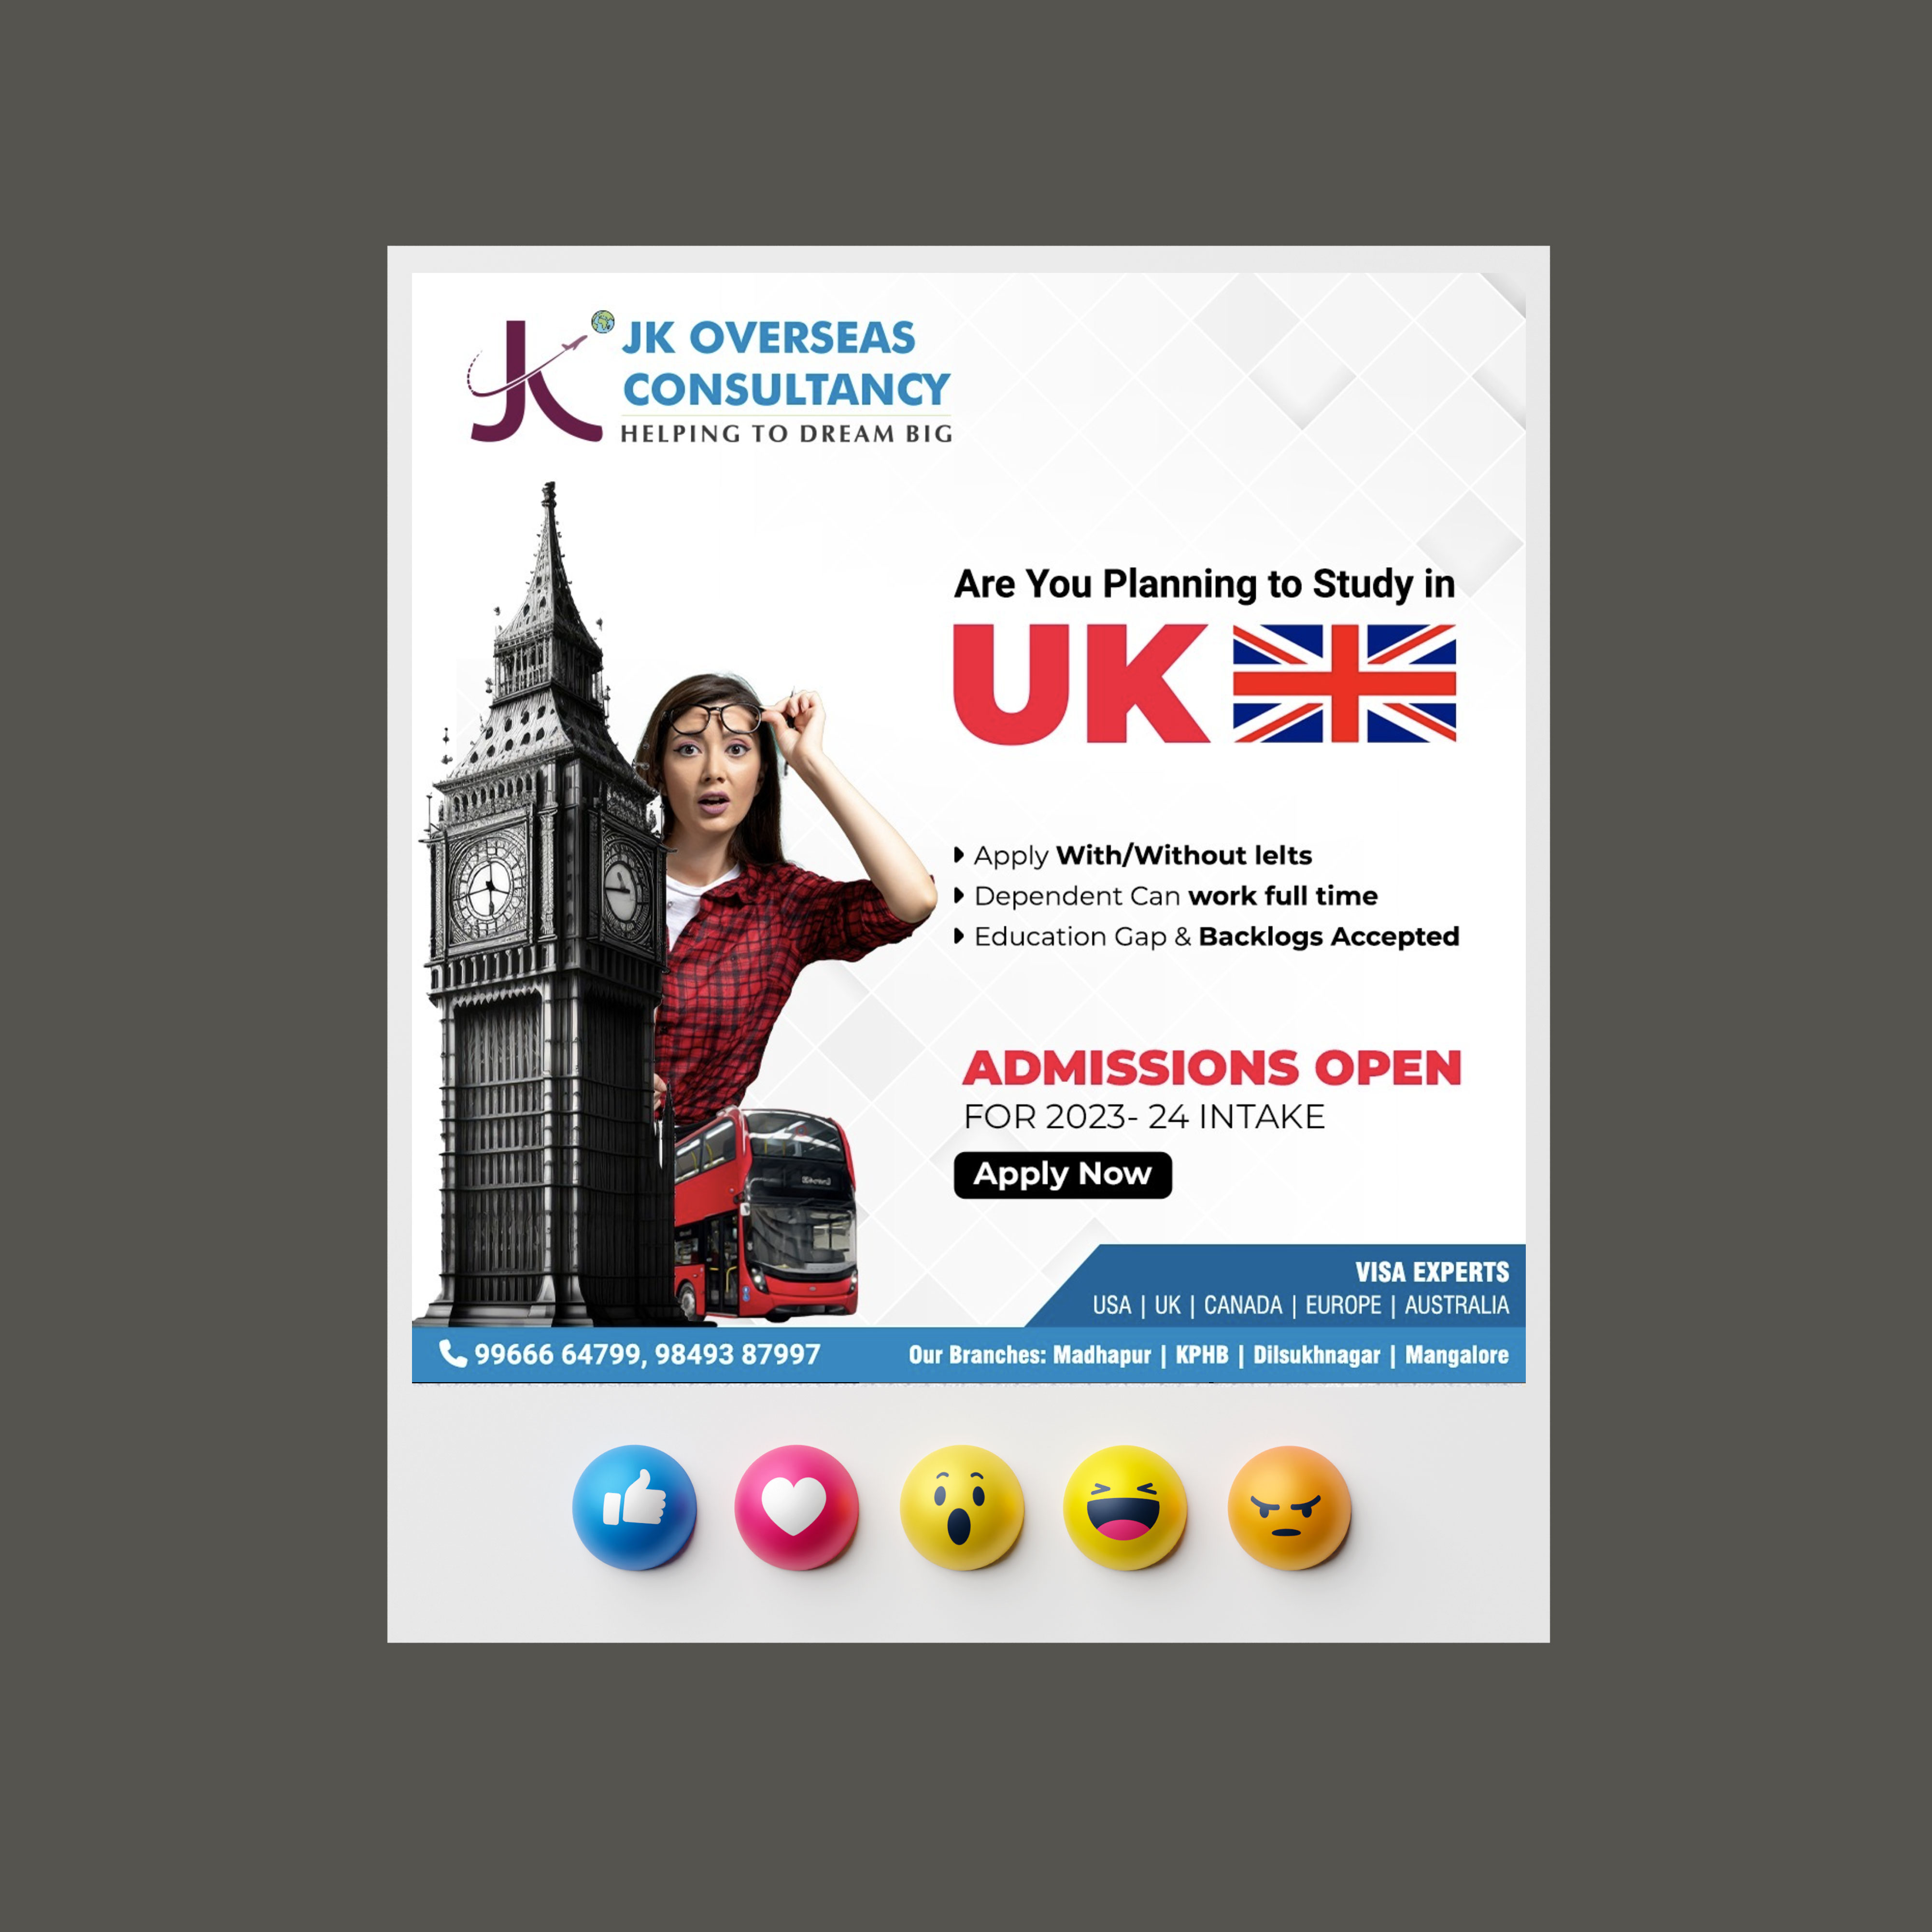 JK OVERSEAS
CONSULTANCY
HELPING TO DREAM BIG
Are You Planning to Study in
UK
Apply With/Without Ielts
Dependent Can work full time
Education Gap & Backlogs Accepted
ADMISSIONS OPEN
FOR 2023- 24 INTAKE
Apply Now
VISA EXPERTS
USA | UK | CANADA | EUROPE | AUSTRALIA
99666 64799, 98493 87997
Our Branches: Madhapur | KPHB | Dilsukhnagar | Mangalore